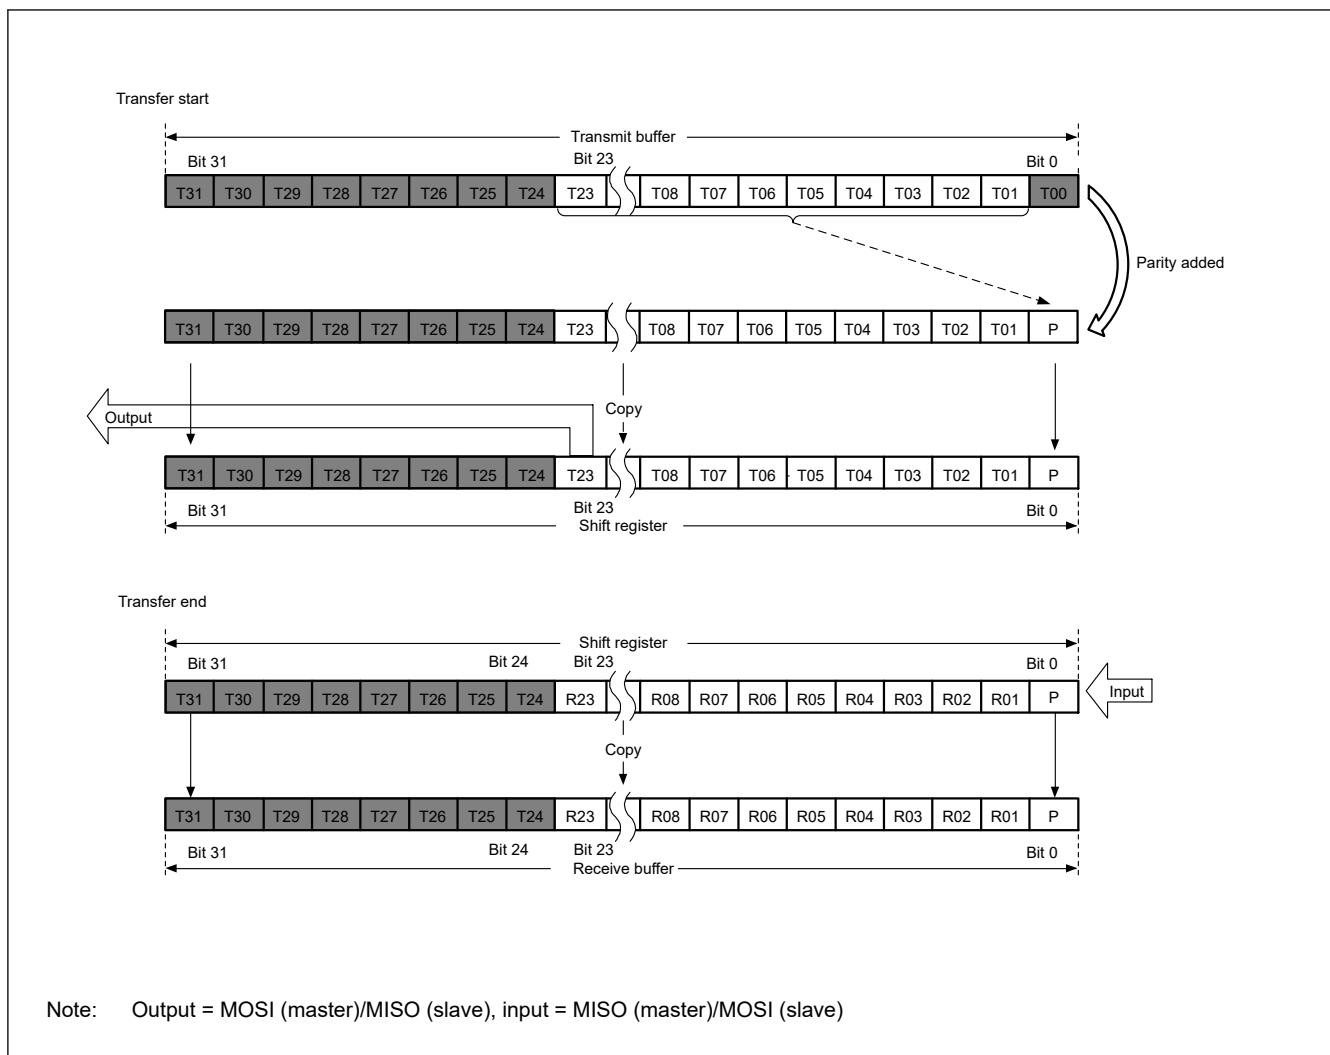 Transfer start
Transmit buffer
Bit 31 Bit 23 Bit 0
T31 T30 T29 T28 T27 T26 T25 T24 T23 T08 T07 T06 T05 T04 T03 T02 T01 T00
Parity added
T31 T30 T29 T28 T27 T26 T25 T24 T23 T08 T07 T06 T05 T04 T03 T02 T01 P
Output
Copy
T31 T30 T29 T28 T27 T26 T25 T24 T23 T08 T07 T06 T05 T04 T03 T02 T01 P
Bit 31 Bit 23 Bit 0
Shift register
Transfer end
Shift register
Bit 31 Bit 24 Bit 23 Bit 0
T31 T30 T29 T28 T27 T26 T25 T24 R23 R08 R07 R06 R05 R04 R03 R02 R01 P
Input
Copy
T31 T30 T29 T28 T27 T26 T25 T24 R23 R08 R07 R06 R05 R04 R03 R02 R01 P
Bit 31 Bit 24 Bit 23 Bit 0
Receive buffer
Note: Output = MOSI (master)/MISO (slave), input = MISO (master)/MOSI (slave)